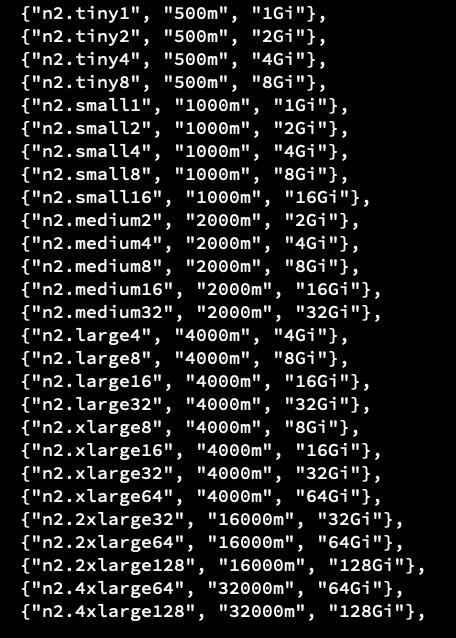 {"n2.tiny1", "500m", "1Gi"},
{"n2.tiny2", "500m", "2Gi"},
{"n2.tiny4", "500m", "4Gi"},
{"n2.tiny8", "500m", "8Gi"},
{"n2.small1", "1000m", "1Gi"},
{"n2.small2", "1000m", "2Gi"},
{"n2.small4", "1000m", "4Gi"},
{"n2.small8", "1000m", "8Gi"},
{"n2.small16", "1000m", "16Gi"},
{"n2.medium2", "2000m", "2Gi"},
{"n2.medium4", "2000m", "4Gi"},
{"n2.medium8", "2000m", "8Gi"},
{"n2.medium16", "2000m", "16Gi"},
{"n2.medium32", "2000m", "32Gi"},
{"n2.large4", "4000m", "4Gi"},
{"n2.large8", "4000m", "8Gi"},
{"n2.large16", "4000m", "16Gi"},
{"n2.large32", "4000m", "32Gi"},
{"n2.xlarge8", "4000m", "8Gi"},
{"n2.xlarge16", "4000m", "16Gi"},
{"n2.xlarge32", "4000m", "32Gi"},
{"n2.xlarge64", "4000m", "64Gi"},
{"n2.2xlarge32", "16000m", "32Gi"},
{"n2.2xlarge64", "16000m", "64Gi"},
{"n2.2xlarge128", "16000m", "128Gi"},
{"n2.4xlarge64", "32000m", "64Gi"},
{"n2.4xlarge128", "32000m", "128Gi"},